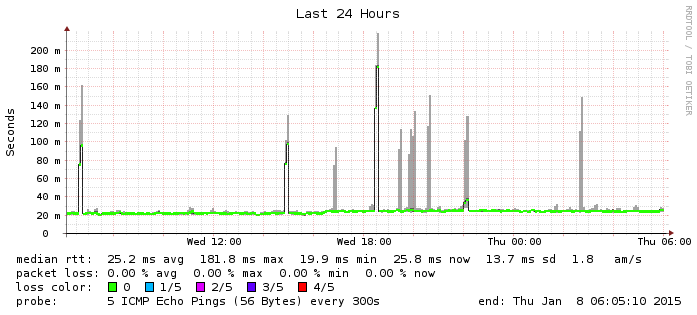 Last 24 Hours
RRDTOOL / TOBI OETIKER
Seconds
200 m
180 m
160 m
140 m
120 m
100 m
80 m
60 m
40 m
20 m
0
Wed 12:00 Wed 18:00 Thu 00:00 Thu 06:00
median rtt: 25.2 ms avg 181.8 ms max 19.9 ms min 25.8 ms now 13.7 ms sd 1.8 am/s
packet loss: 0.00 % avg 0.00 % max 0.00 % min 0.00 % now
loss color: 0 1/5 2/5 3/5 4/5
probe: 5 ICMP Echo Pings (56 Bytes) every 300s end: Thu Jan 8 06:05:10 2015